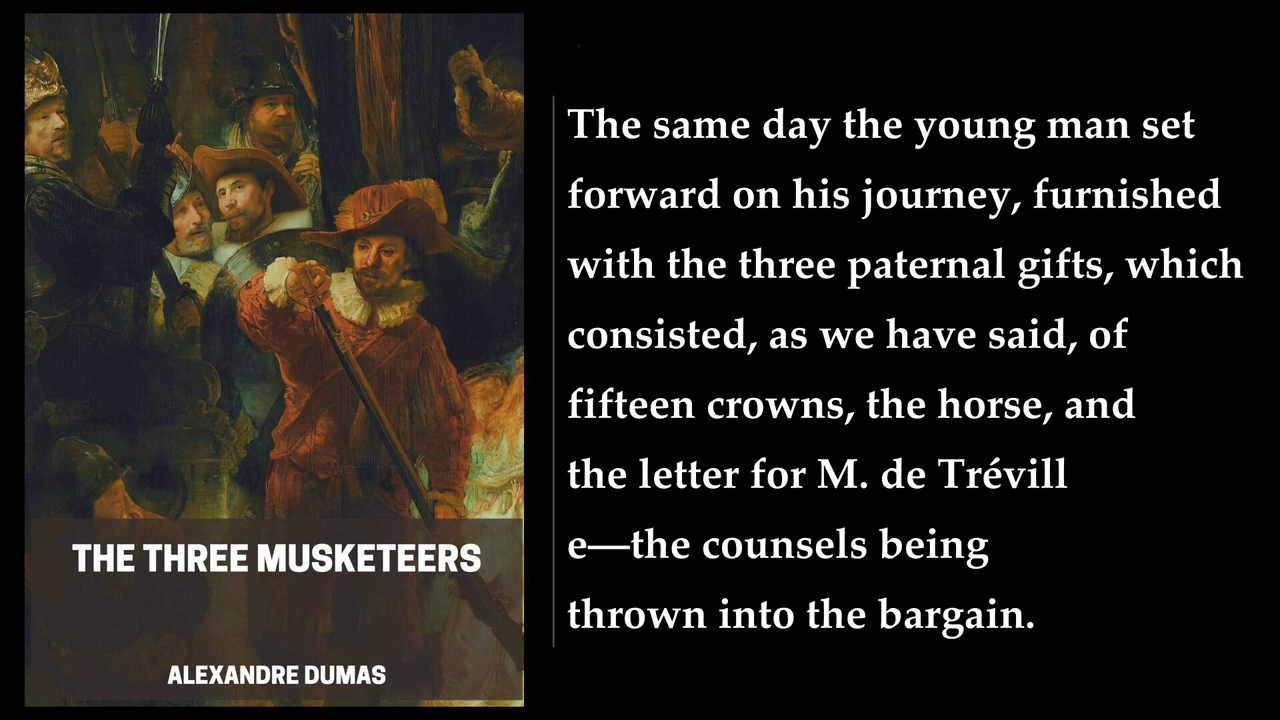 THE THREE MUSKETEERS
ALEXANDRE DUMAS
The same day the young man set
forward on his journey, furnished
with the three paternal gifts, which
consisted, as we have said, of
fifteen crowns, the horse, and
the letter for M. de Trévill
e—the counsels being
thrown into the bargain.